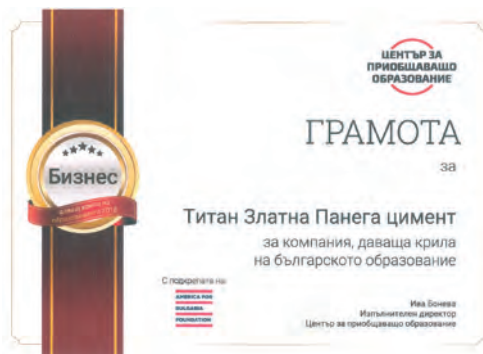 ЦЕНТЪР ЗА
ПРИОБЩАВАЩО
ОБРАЗОВАНИЕ
ГРАМОТА
за
Бизнес
Титан Златна Панега цимент
за компания, даваща крила
на българското образование
С подкрепата на:
AMERICA FOR
BULGARIA
FOUNDATION
Ива Бонева
Изпълнителен директор
Център за приобщаващо образование